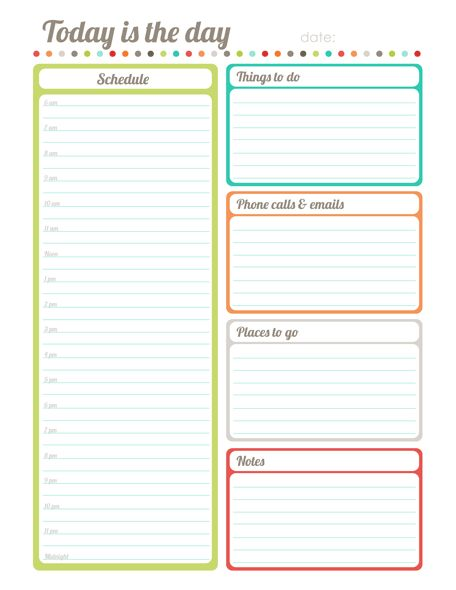 Today is the day
date:
Schedule
6 am
7 pm
8 am
9 am
10 am
11 am
Noon
1 pm
2 pm
3 pm
4 pm
5 pm
6 pm
7 pm
8 pm
9 pm
10 pm
11 pm
Midnight
Things to do
Phone calls & emails
Places to go
Notes